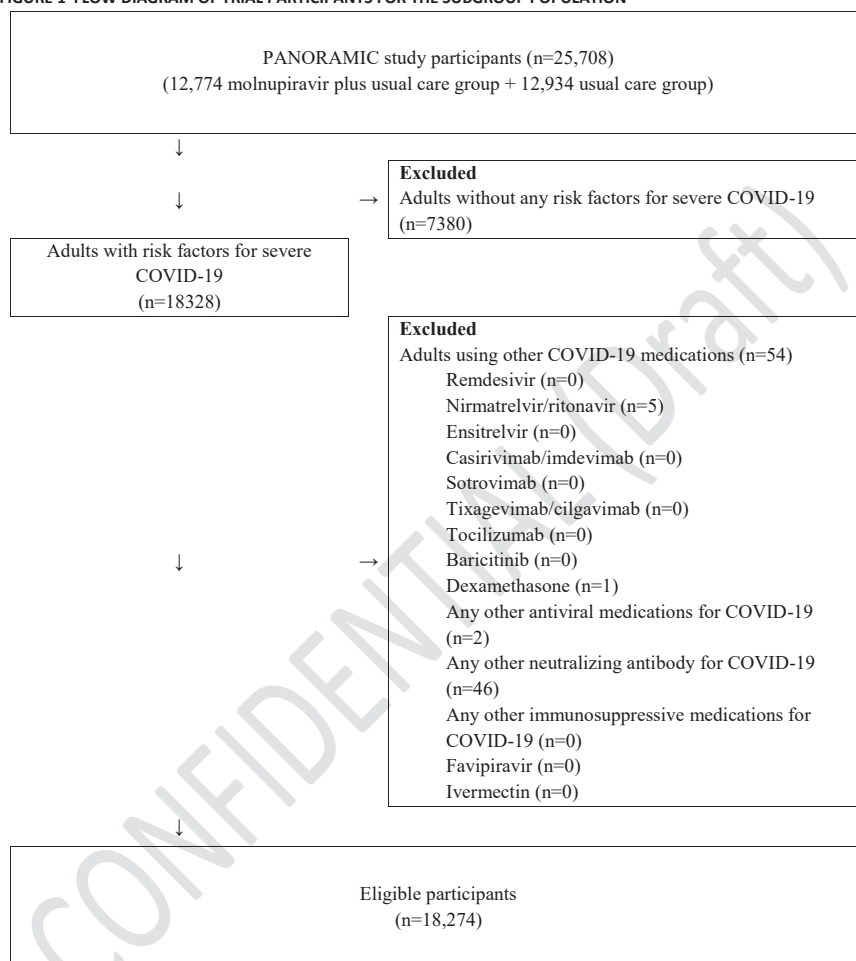 FIGURE 1 FLOW DIAGRAM OF TRIAL PARTICIPANTS FOR THE SUBGROUP POPULATION
PANORAMIC study participants (n=25,708)
(12,774 molnupiravir plus usual care group + 12,934 usual care group)
↓
↓ →
Excluded
Adults without any risk factors for severe COVID-19
(n=7380)
Adults with risk factors for severe
COVID-19
(n=18328)
Excluded
Adults using other COVID-19 medications (n=54)
Remdesivir (n=0)
Nirmatrelvir/ritonavir (n=5)
Ensitrelvir (n=0)
Casirivimab/imdevimab (n=0)
Sotrovimab (n=0)
Tixagevimab/cilgavimab (n=0)
Tocilizumab (n=0)
Baricitinib (n=0)
↓ →
Dexamethasone (n=1)
Any other antiviral medications for COVID-19
(n=2)
Any other neutralizing antibody for COVID-19
(n=46)
Any other immunosuppressive medications for
COVID-19 (n=0)
Favipiravir (n=0)
Ivermectin (n=0)
↓
Eligible participants
(n=18,274)
CONFIDENTIAL (Draft)